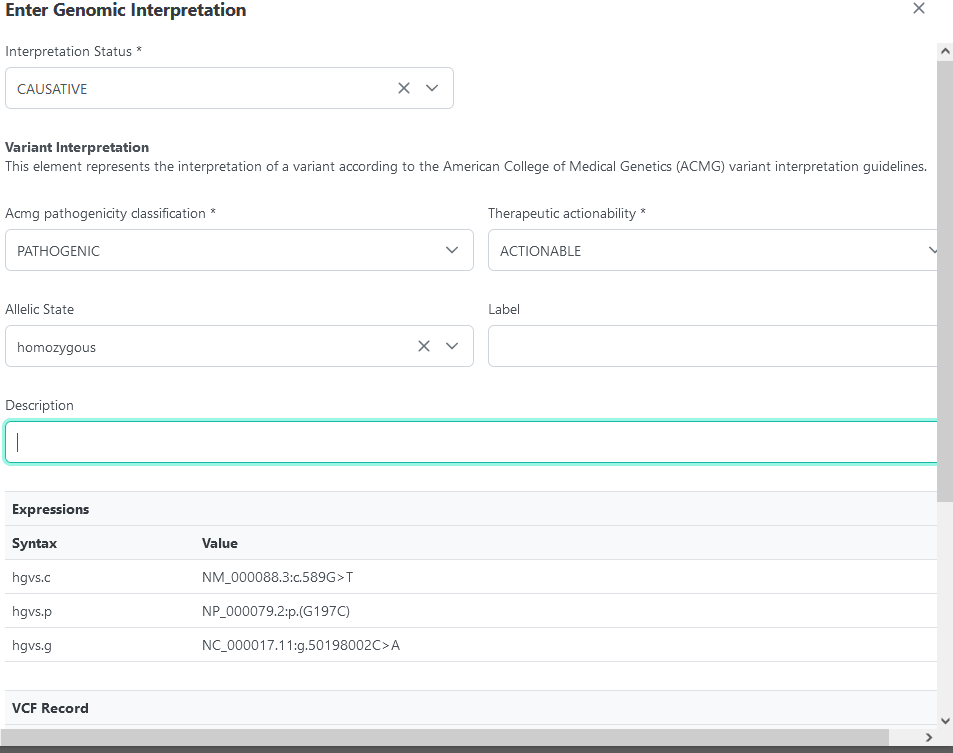 Enter Genomic Interpretation
Interpretation Status *
CAUSATIVE
Variant Interpretation
This element represents the interpretation of a variant according to the American College of Medical Genetics (ACMG) variant interpretation guidelines.
Acmg pathogenicity classification * Therapeutic actionability *
PATHOGENIC ACTIONABLE
Allelic State Label
homozygous
Description
Expressions
Syntax Value
hgvs.c NM_000088.3:c.589G>T
hgvs.p NP_000079.2:p.(G197C)
hgvs.g NC_000017.11:g.50198002C>A
VCF Record